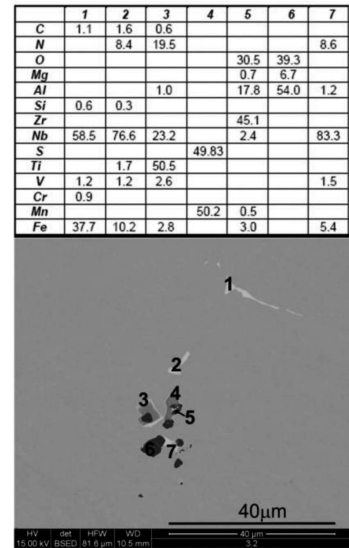 1 2 3 4 5 6 7
C 1.1 1.6 0.6
N 8.4 19.5 8.6
O 30.5 39.3
Mg 0.7 6.7
Al 1.0 17.8 54.0 1.2
Si 0.6 0.3
Zr 45.1
Nb 58.5 76.6 23.2 2.4 83.3
S 49.83
Ti 1.7 50.5
V 1.2 1.2 2.6 1.5
Cr 0.9
Mn 50.2 0.5
Fe 37.7 10.2 2.8 3.0 5.4
1
2
3 4
5
6 7
40µm
HV det HFW WD 40 µm
15.00 kV BSED 81.6 µm 10.5 mm 3.2